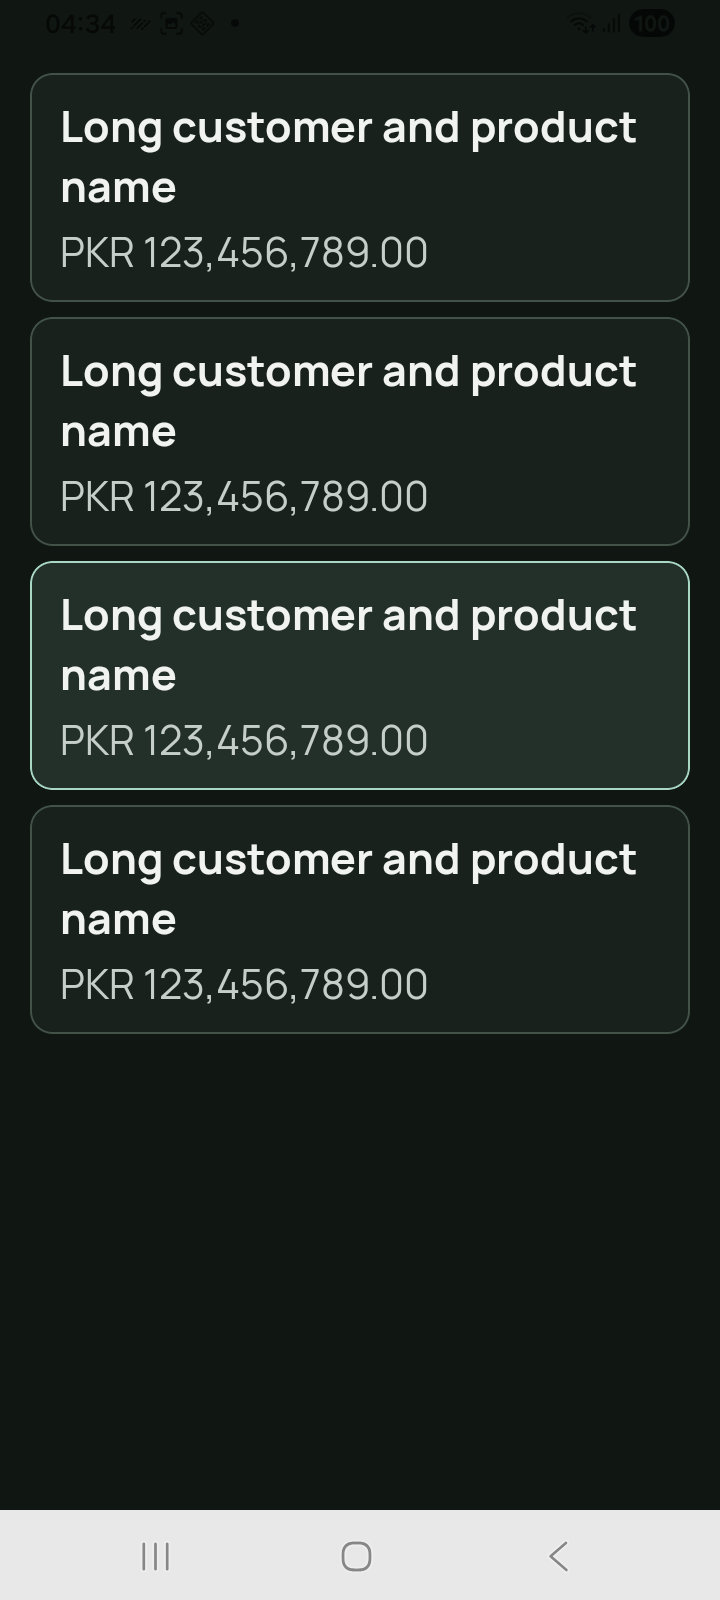 04:34
100
Long customer and product
name
PKR 123,456,789.00
Long customer and product
name
PKR 123,456,789.00
Long customer and product
name
PKR 123,456,789.00
Long customer and product
name
PKR 123,456,789.00